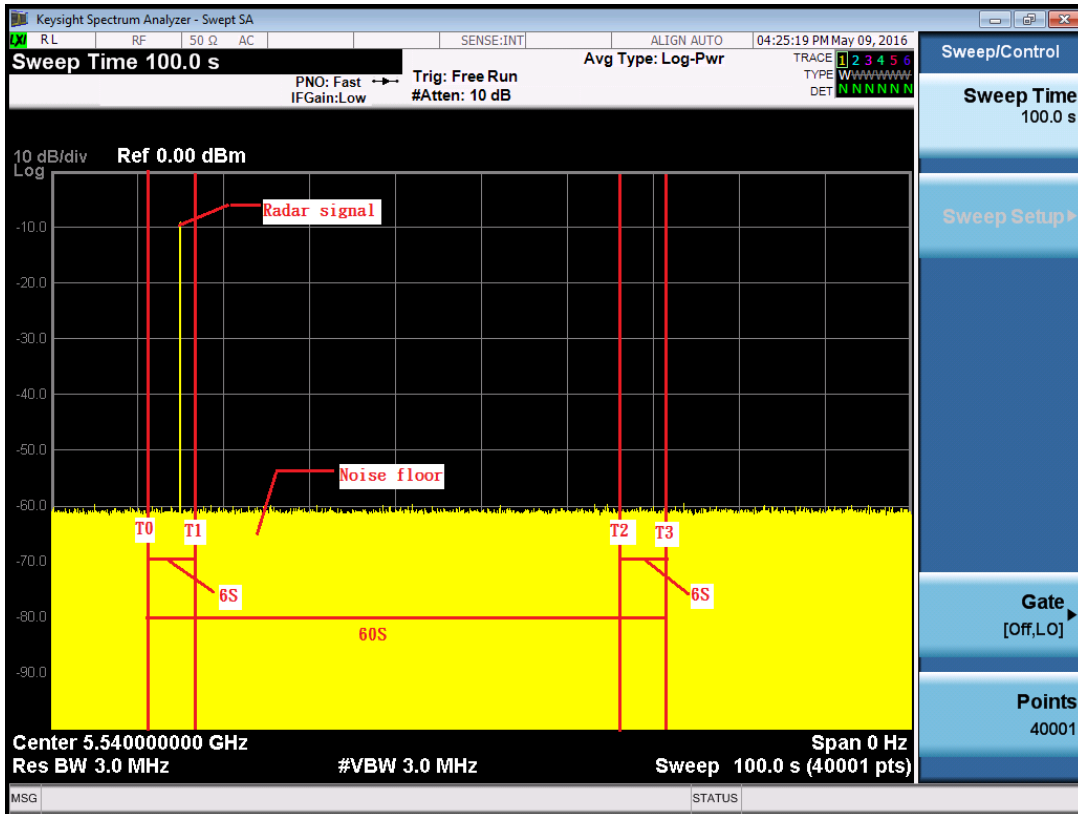 Keysight Spectrum Analyzer - Swept SA
LXI RL RF 50 Ω AC SENSE:INT ALIGN AUTO 04:25:19 PM May 09, 2016
Sweep Time 100.0 s
PNO: Fast
IFGain:Low
Trig: Free Run
#Atten: 10 dB
Avg Type: Log-Pwr
TRACE 1 2 3 4 5 6
TYPE WWWWWW
DET N N N N N N
10 dB/div Ref 0.00 dBm
Log
-10.0
-20.0
-30.0
-40.0
-50.0
-60.0
-70.0
-80.0
-90.0
Radar signal
Noise floor
T0 T1 T2 T3
6S 6S
60S
Center 5.540000000 GHz Span 0 Hz
Res BW 3.0 MHz #VBW 3.0 MHz Sweep 100.0 s (40001 pts)
MSG STATUS
Sweep/Control
Sweep Time
100.0 s
Sweep Setup
Gate
[Off,LO]
Points
40001